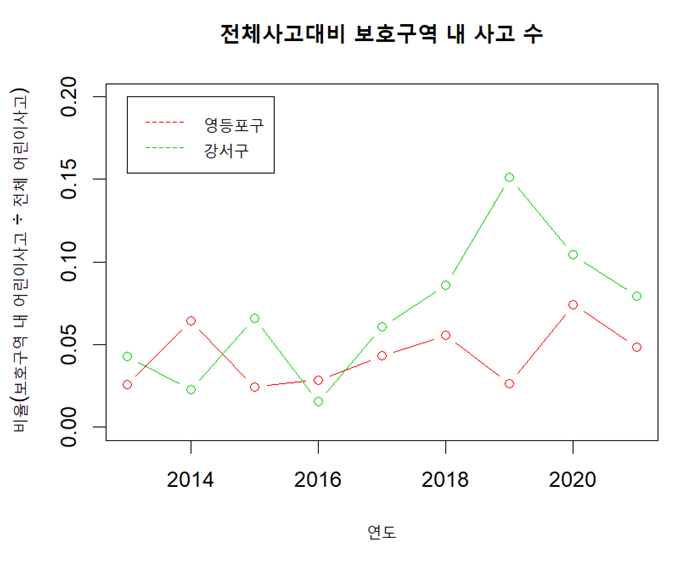 전체사고대비 보호구역 내 사고 수
비율(보호구역 내 어린이사고 ÷ 전체 어린이사고)
0.20
0.15
0.10
0.05
0.00
영등포구
강서구
2014 2016 2018 2020
연도